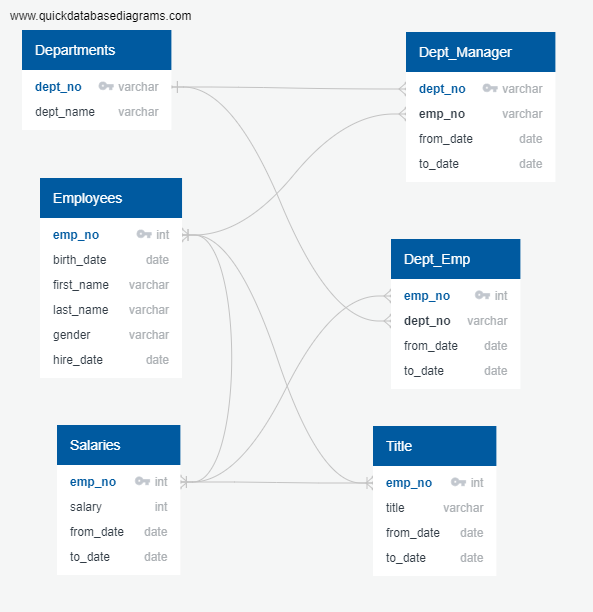 www.quickdatabasediagrams.com
Departments
dept_no varchar
dept_name varchar
Dept_Manager
dept_no varchar
emp_no varchar
from_date date
to_date date
Employees
emp_no int
birth_date date
first_name varchar
last_name varchar
gender varchar
hire_date date
Dept_Emp
emp_no int
dept_no varchar
from_date date
to_date date
Salaries
emp_no int
salary int
from_date date
to_date date
Title
emp_no int
title varchar
from_date date
to_date date